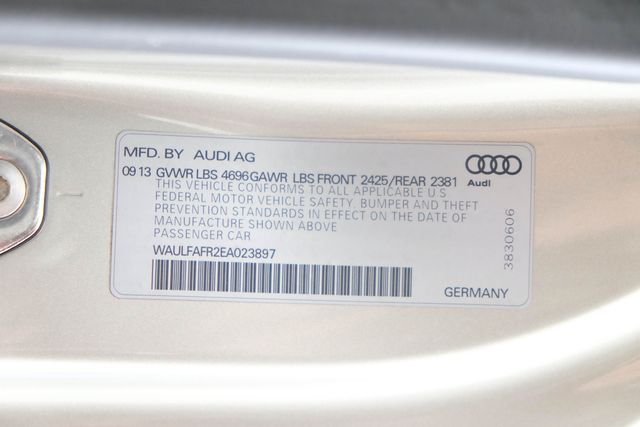 MFD. BY AUDI AG
09 13 GVWR LBS 4696 GAWR LBS FRONT 2425/REAR 2381
THIS VEHICLE CONFORMS TO ALL APPLICABLE U.S
FEDERAL MOTOR VEHICLE SAFETY, BUMPER AND THEFT
PREVENTION STANDARDS IN EFFECT ON THE DATE OF
MANUFACTURE SHOWN ABOVE
PASSENGER CAR
WAULFAFR2EA023897
Audi
3830606
GERMANY